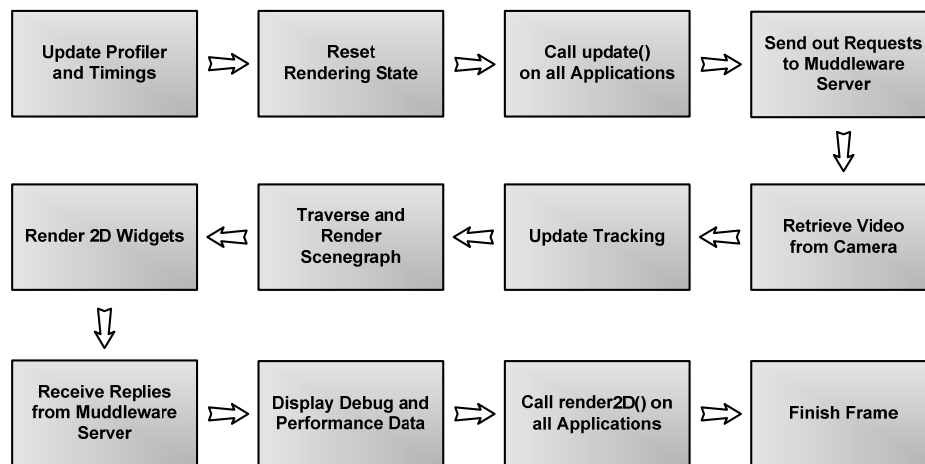 Update Profiler
and Timings
Reset
Rendering State
Call update()
on all Applications
Send out Requests
to Muddleware
Server
Retrieve Video
from Camera
Update Tracking
Traverse and
Render
Scenegraph
Render 2D Widgets
Receive Replies
from Muddleware
Server
Display Debug and
Performance Data
Call render2D() on
all Applications
Finish Frame